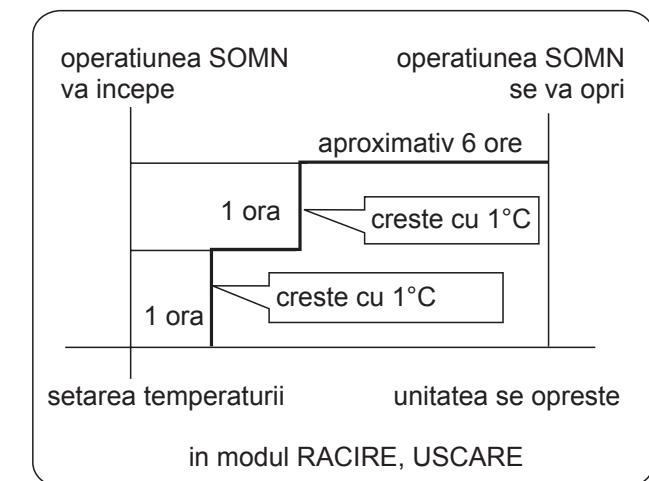 operatiunea SOMN
va incepe
operatiunea SOMN
se va opri
aproximativ 6 ore
1 ora
creste cu 1°C
creste cu 1°C
1 ora
setarea temperaturii
unitatea se opreste
in modul RACIRE, USCARE